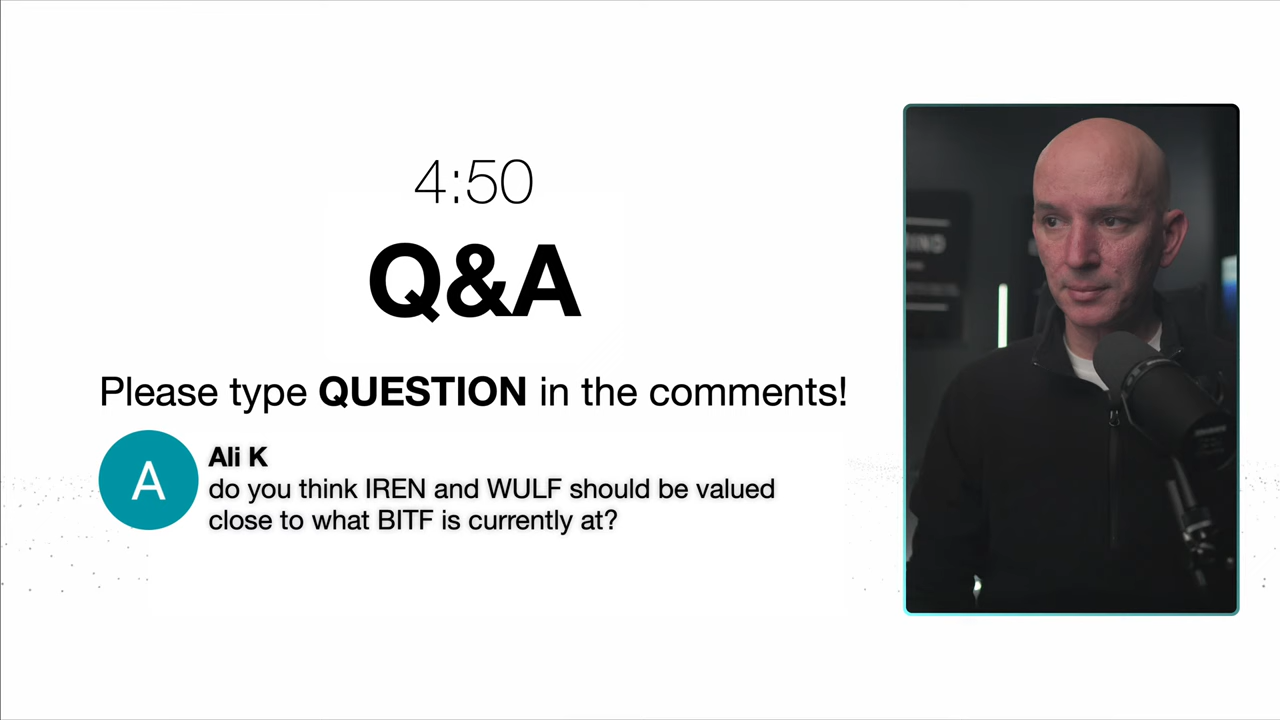 4:50
Q&A
Please type QUESTION in the comments!
A
Ali K
do you think IREN and WULF should be valued
close to what BITF is currently at?